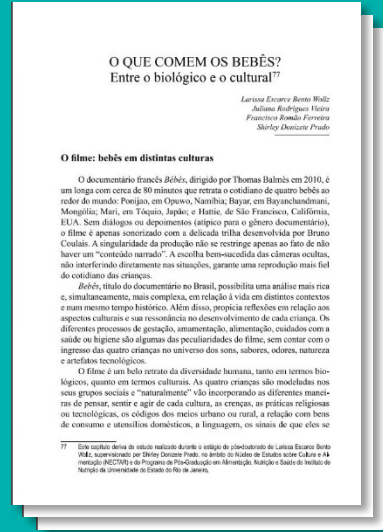 O QUE COMEM OS BEBÊS?
Entre o biológico e o cultural77
Larissa Escarce Bento Wollz
Juliana Rodrigues Vieira
Francisco Romão Ferreira
Shirley Donizete Prado
O filme: bebês em distintas culturas
O documentário francês Bébés, dirigido por Thomas Balmès em 2010, é
um longa com cerca de 80 minutos que retrata o cotidiano de quatro bebês ao
redor do mundo: Ponijao, em Opuwo, Namíbia; Bayar, em Bayanchandmani,
Mongólia; Mari, em Tóquio, Japão; e Hattie, de São Francisco, Califórnia,
EUA. Sem diálogos ou depoimentos (atípico para o gênero documentário),
o filme é apenas sonorizado com a delicada trilha desenvolvida por Bruno
Coulais. A singularidade da produção não se restringe apenas ao fato de não
haver um “conteúdo narrado”. A escolha bem-sucedida das câmeras ocultas,
não interferindo diretamente nas situações, garante uma reprodução mais fiel
do cotidiano das crianças.
Bebês, título do documentário no Brasil, possibilita uma análise mais rica
e, simultaneamente, mais complexa, em relação à vida em distintos contextos
e num mesmo tempo histórico. Além disso, propicia reflexões em relação aos
aspectos culturais e sua ressonância no desenvolvimento de cada criança. Os
diferentes processos de gestação, amamentação, alimentação, cuidados com a
saúde ou higiene são algumas das peculiaridades do filme, sem contar com o
ingresso das quatro crianças no universo dos sons, sabores, odores, natureza
e artefatos tecnológicos.
O filme é um belo retrato da diversidade humana, tanto em termos bio-
lógicos, quanto em termos culturais. As quatro crianças são modeladas nos
seus grupos sociais e “naturalmente” vão incorporando as diferentes manei-
ras de pensar, sentir e agir de cada cultura, as crenças, as práticas religiosas
ou tecnológicas, os códigos dos meios urbano ou rural, a relação com bens
de consumo e utensílios domésticos, a linguagem, os sinais de que eles se
77 Este capítulo deriva de estudo realizado durante o estágio de pós-doutorado de Larissa Escarce Bento
Wollz, supervisionado por Shirley Donizete Prado, no âmbito do Núcleo de Estudos sobre Cultura e Ali-
mentação (NECTAR) e do Programa de Pós-Graduação em Alimentação, Nutrição e Saúde do Instituto de
Nutrição da Universidade do Estado do Rio de Janeiro.